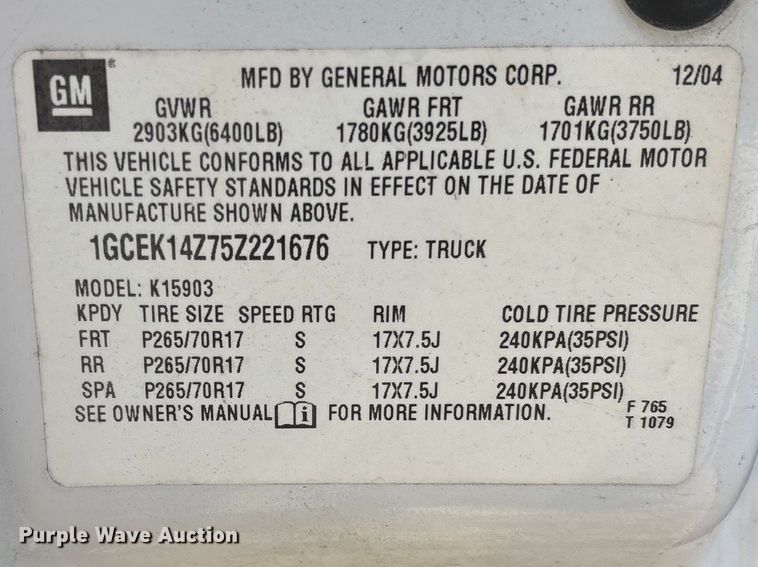 GM® MFD BY GENERAL MOTORS CORP. 12/04
GVWR GAWR FRT GAWR RR
2903KG(6400LB) 1780KG(3925LB) 1701KG(3750LB)
THIS VEHICLE CONFORMS TO ALL APPLICABLE U.S. FEDERAL MOTOR
VEHICLE SAFETY STANDARDS IN EFFECT ON THE DATE OF
MANUFACTURE SHOWN ABOVE.
1GCEK14Z75Z221676 TYPE: TRUCK
MODEL: K15903
KPDY TIRE SIZE SPEED RTG RIM COLD TIRE PRESSURE
FRT P265/70R17 S 17X7.5J 240KPA(35PSI)
RR P265/70R17 S 17X7.5J 240KPA(35PSI)
SPA P265/70R17 S 17X7.5J 240KPA(35PSI)
SEE OWNER'S MANUAL i FOR MORE INFORMATION. F 765
T 1079
Purple Wave Auction